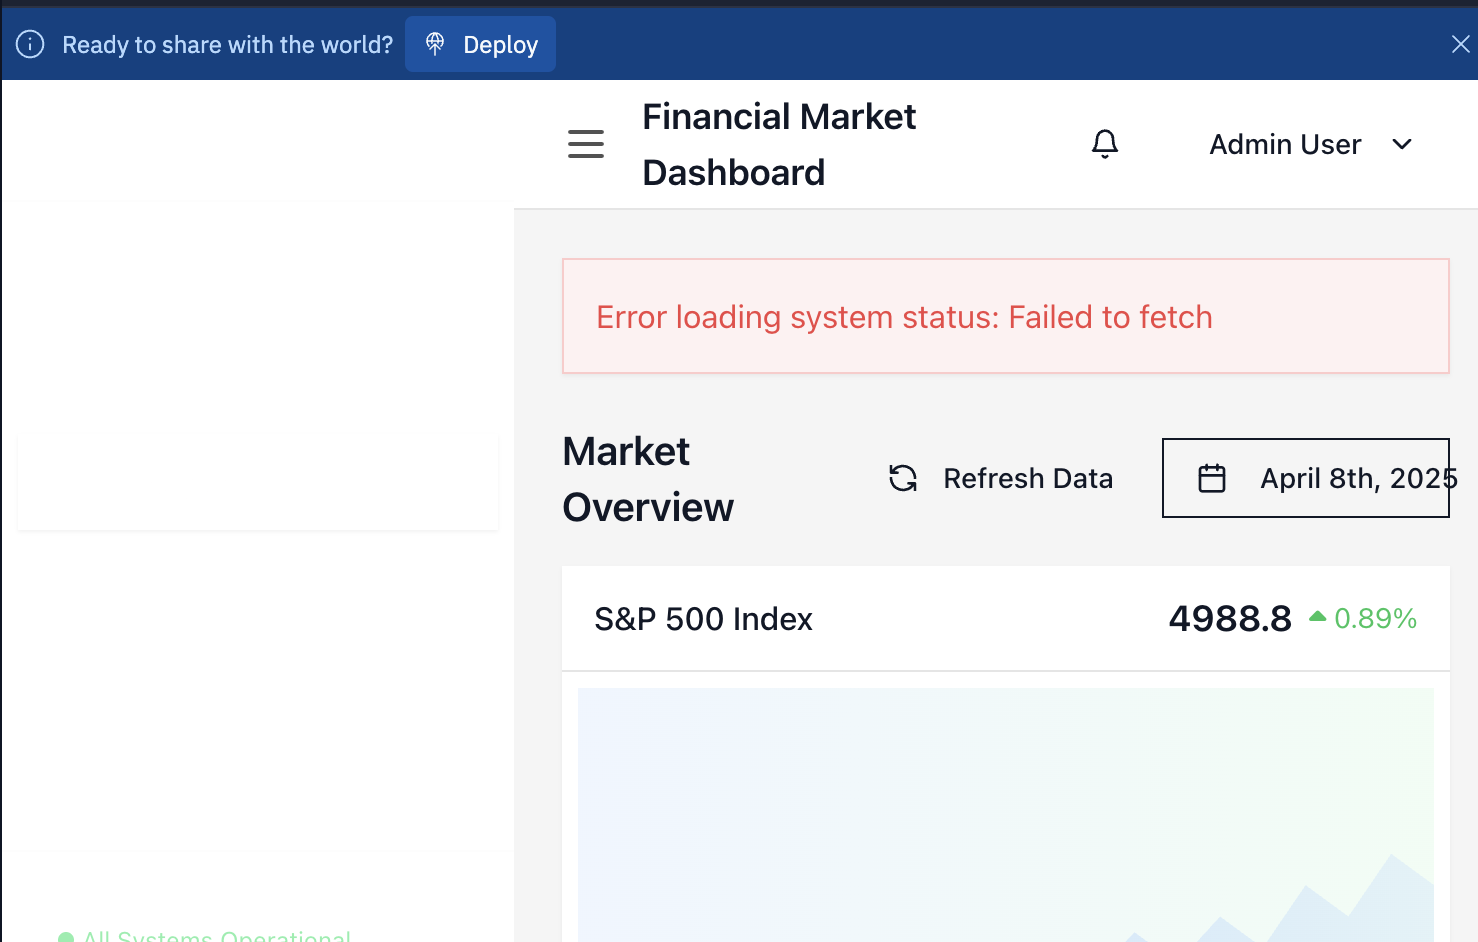 Ready to share with the world?
Deploy
Financial Market
Dashboard
Admin User
Error loading system status: Failed to fetch
Market
Overview
Refresh Data
April 8th, 2025
S&P 500 Index
4988.8
0.89%
All Systems Operational